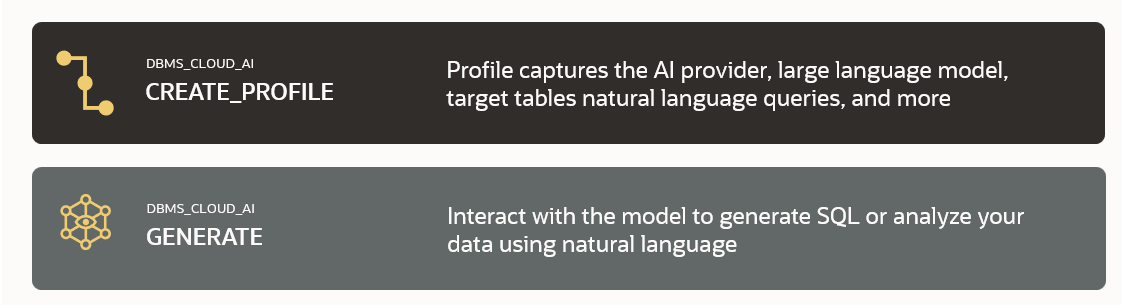 DBMS_CLOUD_AI
CREATE_PROFILE
Profile captures the AI provider, large language model,
target tables natural language queries, and more
DBMS_CLOUD_AI
GENERATE
Interact with the model to generate SQL or analyze your
data using natural language